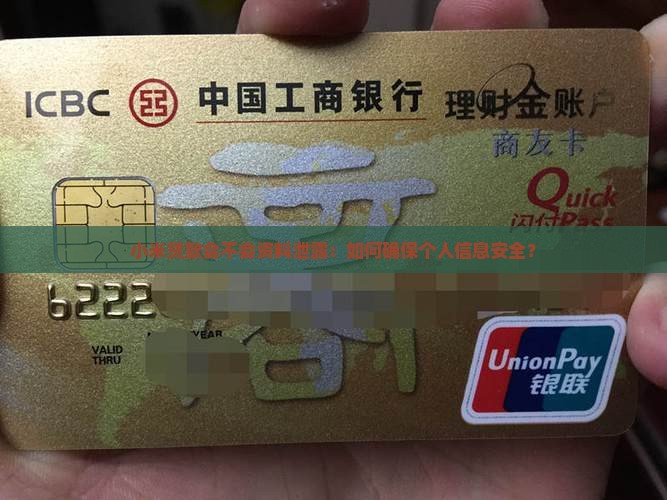 ICBC 中国工商银行 理财金账户
商友卡
Quick
闪付Pass
小米贷款会不会资料泄露：如何确保个人信息安全？
6222
YEAR
VALID
THRU
UnionPay
银联